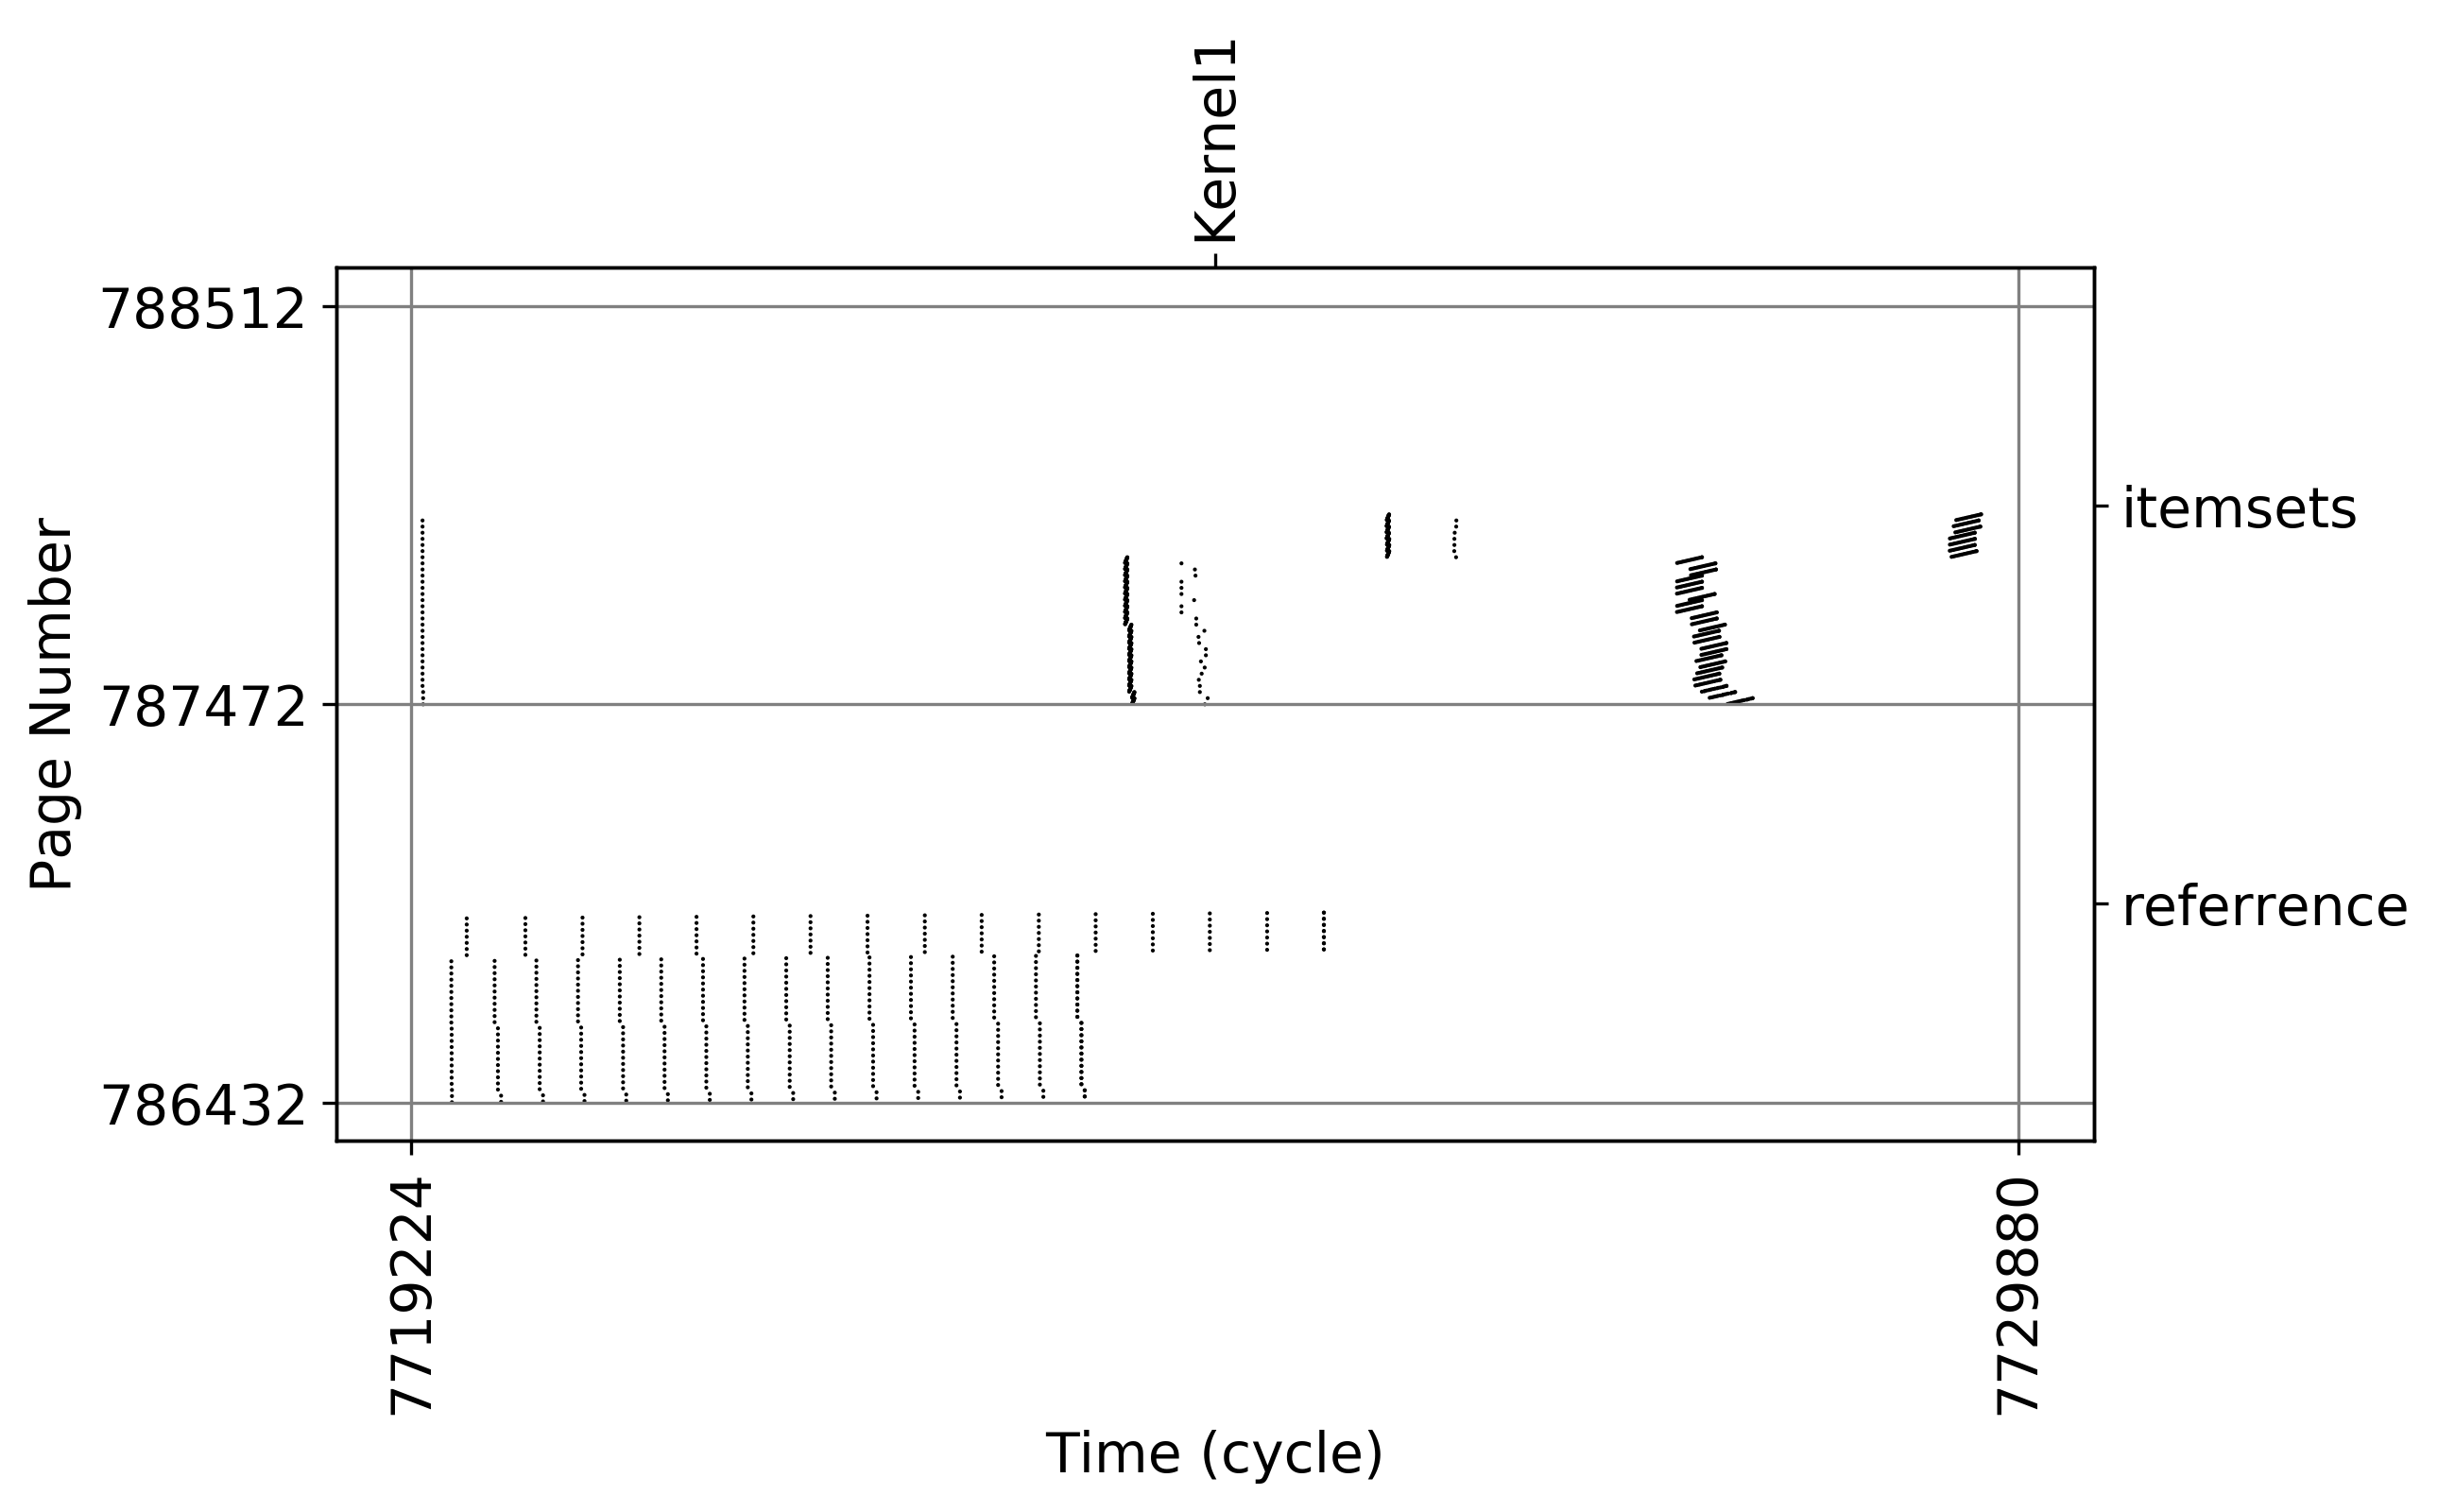 Kernel1
788512
itemsets
787472
Page Number
referrence
786432
7719224
7729880
Time (cycle)